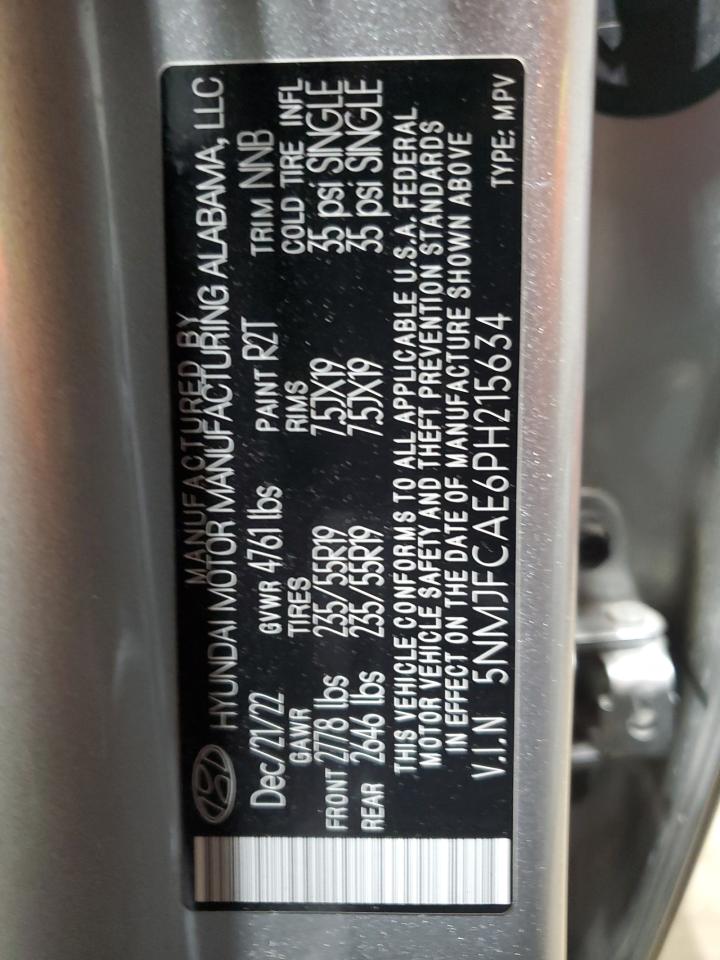 MANUFACTURED BY
HYUNDAI MOTOR MANUFACTURING ALABAMA, LLC
Dec/21/22 GVWR 4761 lbs PAINT R2T TRIM NNB
GAWR TIRES RIMS COLD TIRE INFL
FRONT 2778 lbs 235/55R19 7.5JX19 35 psi SINGLE
REAR 2646 lbs 235/55R19 7.5JX19 35 psi SINGLE
THIS VEHICLE CONFORMS TO ALL APPLICABLE U.S.A. FEDERAL
MOTOR VEHICLE SAFETY AND THEFT PREVENTION STANDARDS
IN EFFECT ON THE DATE OF MANUFACTURE SHOWN ABOVE
V.I.N 5NMJFCAE6PH215634 TYPE: MPV